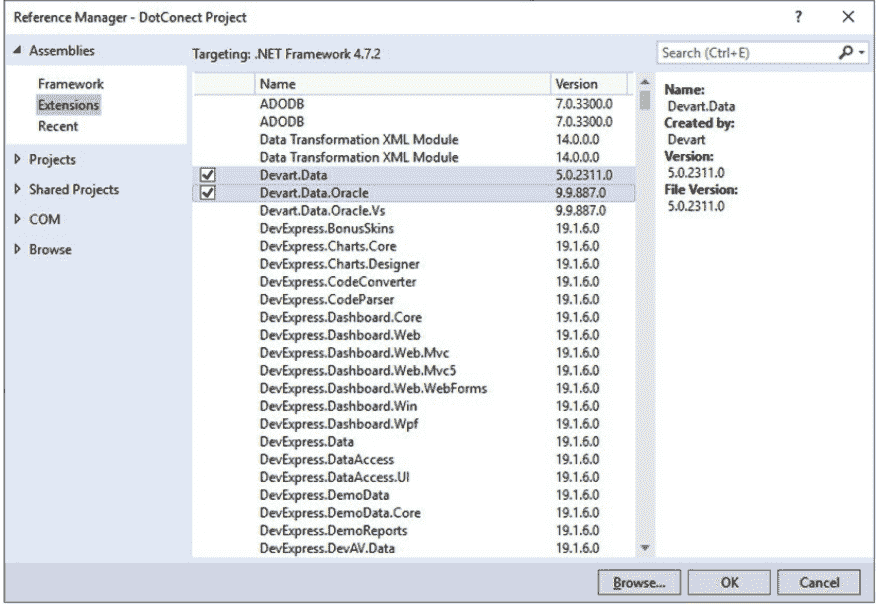 Reference Manager - DotConect Project
? ×
Assemblies
Framework
Extensions
Recent
Projects
Shared Projects
COM
Browse
Targeting: .NET Framework 4.7.2
Search (Ctrl+E)
Name Version
ADODB 7.0.3300.0
ADODB 7.0.3300.0
Data Transformation XML Module 14.0.0.0
Data Transformation XML Module 14.0.0.0
Devart.Data 5.0.2311.0
Devart.Data.Oracle 9.9.887.0
Devart.Data.Oracle.Vs 9.9.887.0
DevExpress.BonusSkins 19.1.6.0
DevExpress.Charts.Core 19.1.6.0
DevExpress.Charts.Designer 19.1.6.0
DevExpress.CodeConverter 19.1.6.0
DevExpress.CodeParser 19.1.6.0
DevExpress.Dashboard.Core 19.1.6.0
DevExpress.Dashboard.Web 19.1.6.0
DevExpress.Dashboard.Web.Mvc 19.1.6.0
DevExpress.Dashboard.Web.Mvc5 19.1.6.0
DevExpress.Dashboard.Web.WebForms 19.1.6.0
DevExpress.Dashboard.Win 19.1.6.0
DevExpress.Dashboard.Wpf 19.1.6.0
DevExpress.Data 19.1.6.0
DevExpress.DataAccess 19.1.6.0
DevExpress.DataAccess.UI 19.1.6.0
DevExpress.DemoData 19.1.6.0
DevExpress.DemoData.Core 19.1.6.0
DevExpress.DemoReports 19.1.6.0
DevExpress.DevAV.Data 19.1.6.0
Name:
Devart.Data
Created by:
Devart
Version:
5.0.2311.0
File Version:
5.0.2311.0
Browse... OK Cancel